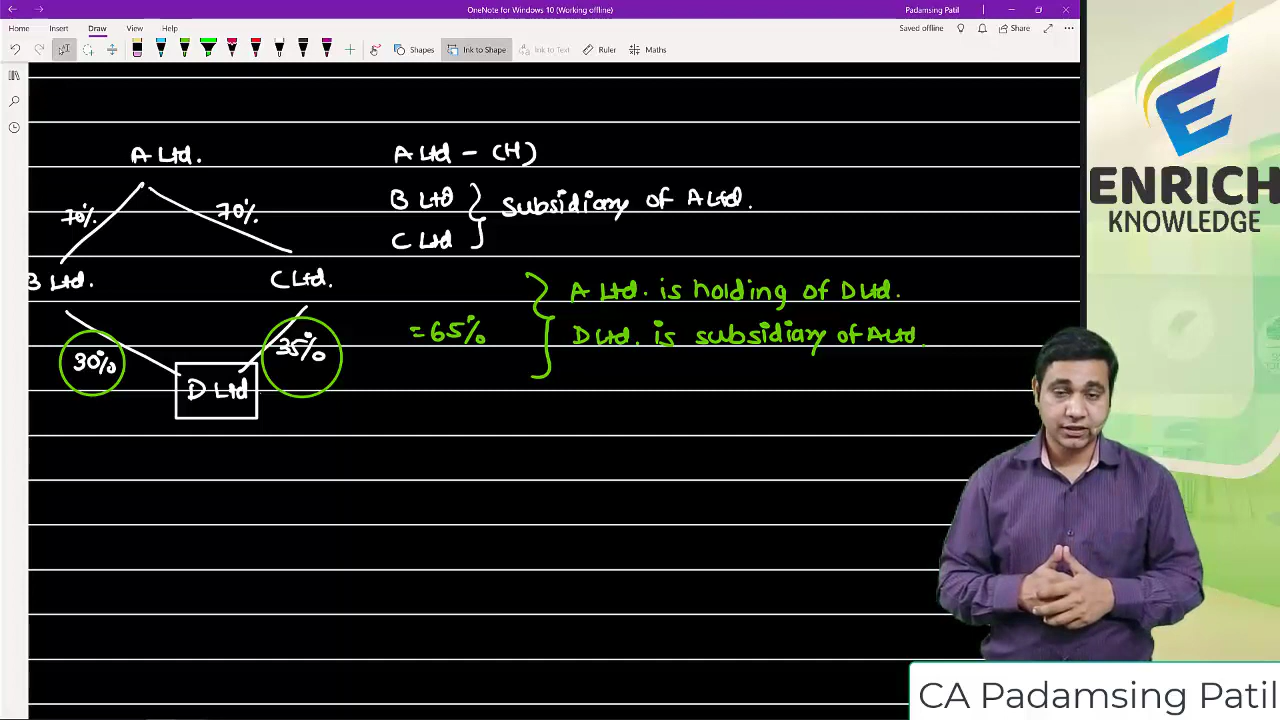 OneNote for Windows 10 (Working offline)
Padamsing Patil
Home Insert Draw View Help
Saved offline
Share
Shapes
Ink to Shape
Ink to Text
Ruler
Maths
A Ltd.
70%
70%
B Ltd.
C Ltd.
30%
35%
D Ltd
A Ltd - (H)
B Ltd
C Ltd
subsidiary of A Ltd.
= 65%
A Ltd. is holding of D Ltd.
D Ltd. is subsidiary of A Ltd.
ENRICH
KNOWLEDGE
CA Padamsing Patil